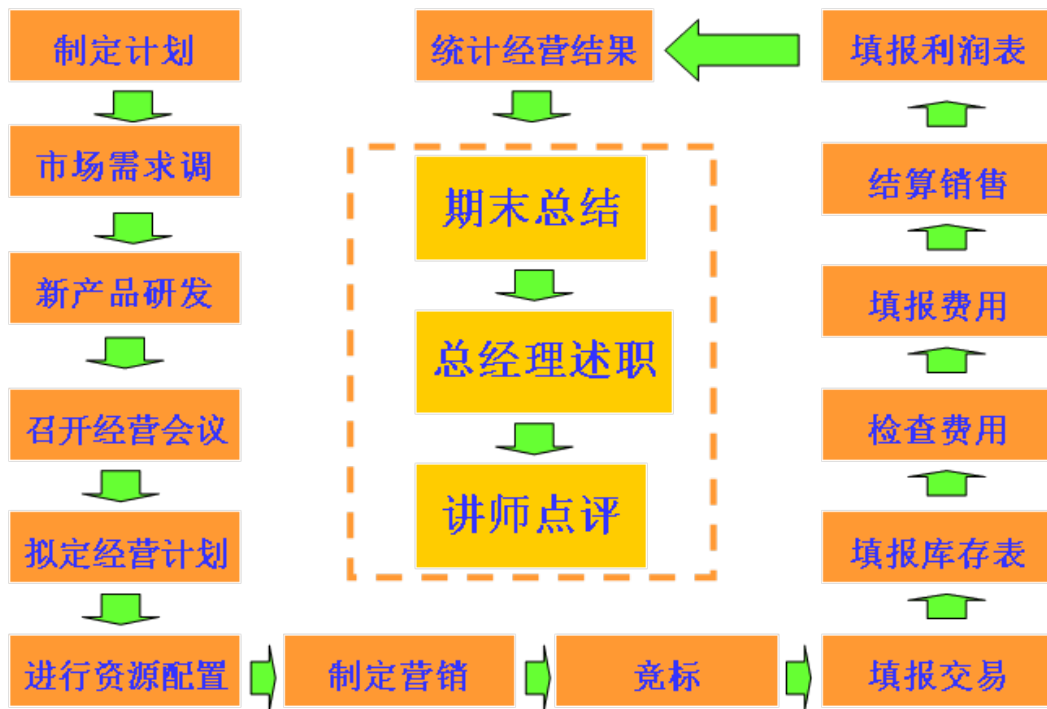 制定计划
市场需求调
新产品研发
召开经营会议
拟定经营计划
进行资源配置
制定营销
竞标
填报交易
填报库存表
检查费用
填报费用
结算销售
填报利润表
统计经营结果
期末总结
总经理述职
讲师点评